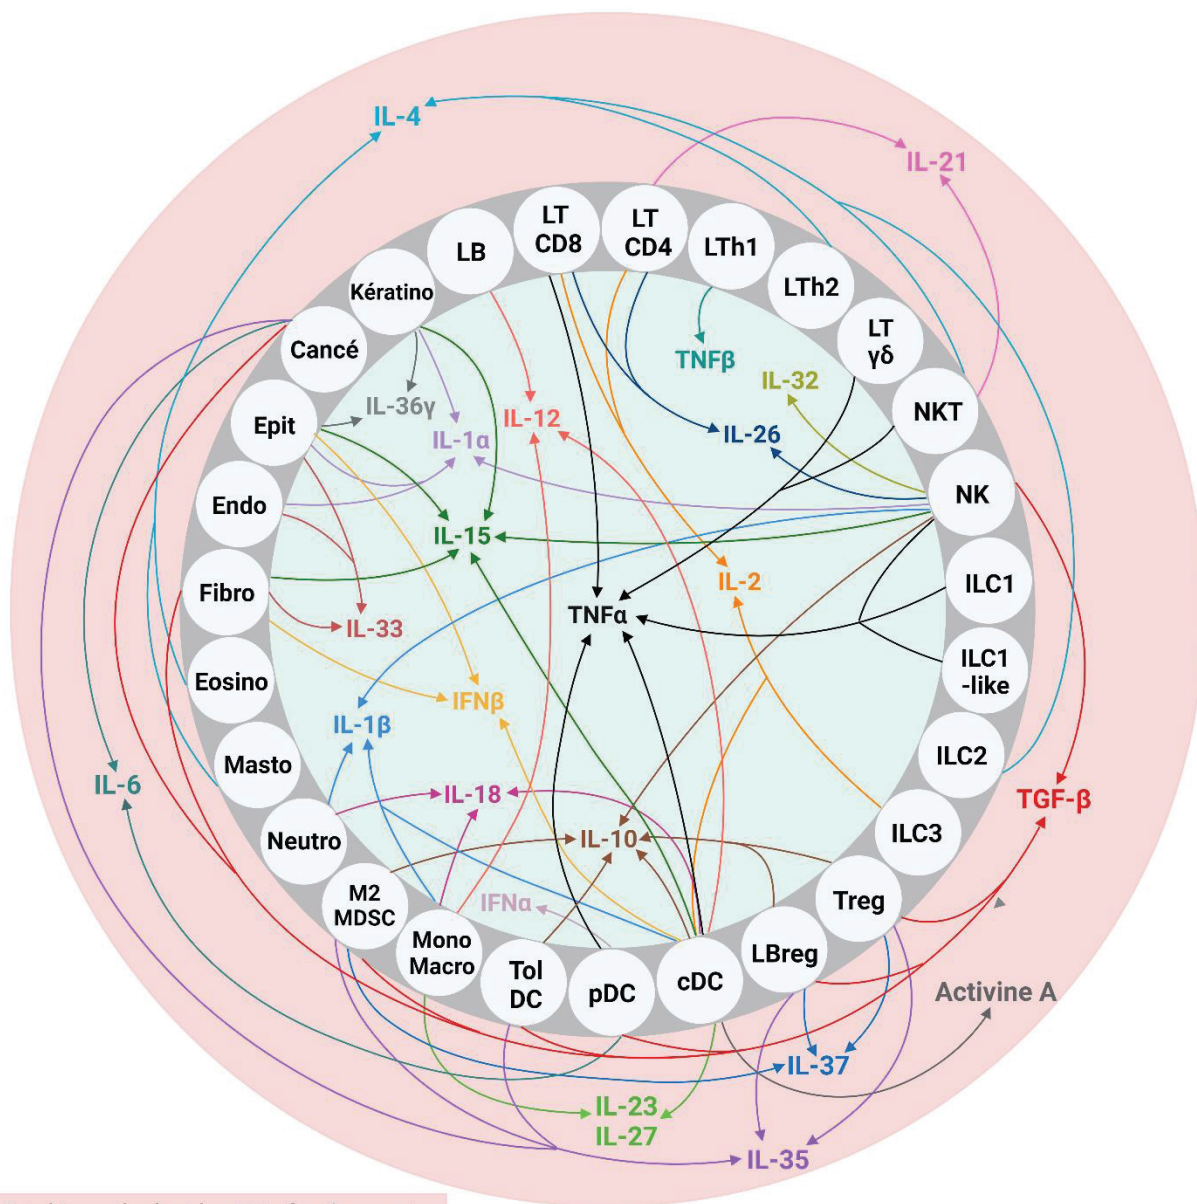 IL-4
IL-21
LB
LT
CD8
LT
CD4
LTh1
LTh2
LT
γδ
NKT
NK
ILC1
ILC1
-like
ILC2
ILC3
Treg
LBreg
cDC
pDC
Tol
DC
Mono
Macro
M2
MDSC
Neutro
Masto
Eosino
Fibro
Endo
Epit
Cancé
Kératino
TNFβ
IL-32
IL-36γ
IL-1α
IL-12
IL-26
IL-15
IL-2
TNFα
IL-33
IFNβ
IL-1β
IL-18
IL-10
IFNα
IL-6
TGF-β
Activine A
IL-37
IL-23
IL-27
IL-35